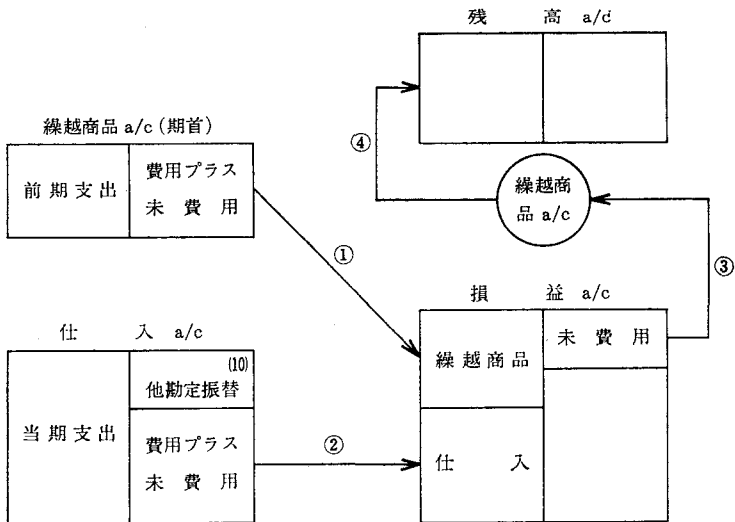 残 高 a/c
④
繰越商品 a/c (期首)
前期支出
費用プラス
未費用
繰越商
品 a/c
①
③
損 益 a/c
繰越商品
未費用
仕 入
仕 入 a/c
当期支出
(10)
他勘定振替
費用プラス
未費用
②